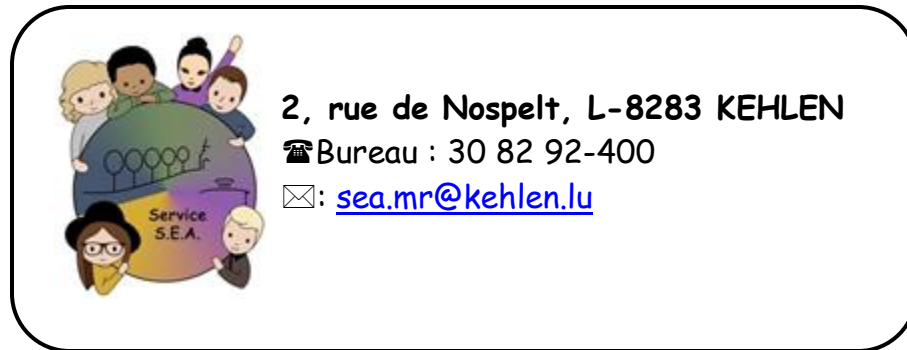 2, rue de Nospelt, L-8283 KEHLEN
☎Bureau : 30 82 92-400
✉: sea.mr@kehlen.lu
Service
S.E.A.